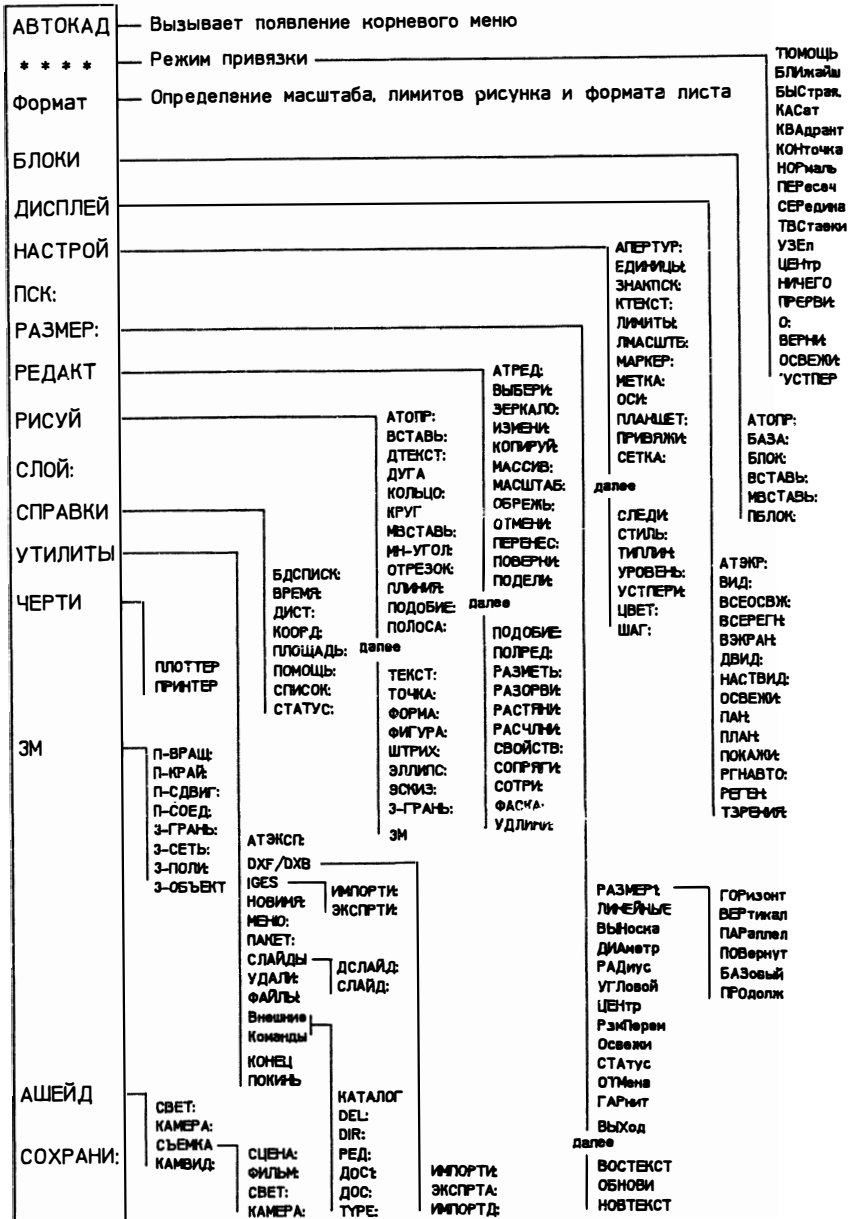 АВТОКАД
Вызывает появление корневого меню
* * * *
Режим привязки
Формат
Определение масштаба, лимитов рисунка и формата листа
БЛОКИ
ДИСПЛЕЙ
НАСТРОЙ
ПСК:
РАЗМЕР:
РЕДАКТ
РИСУЙ
СЛОЙ:
СПРАВКИ
УТИЛИТЫ
ЧЕРТИ
3М
АШЕЙД
СОХРАНИ:
'ПОМОЩЬ
БЛИжайш
БЫСтрая,
КАСат
КВАдрант
КОНточка
НОРмаль
ПЕРесеч
СЕРедина
ТВСтавки
УЗЕл
ЦЕНтр
НИЧЕГО
ПРЕРВИ:
О:
ВЕРНИ:
ОСВЕЖИ:
'УСТПЕР
АТОПР:
БАЗА:
БЛОК:
ВСТАВЬ:
МВСТАВЬ:
ПБЛОК:
АТЭКР:
ВИД:
ВСЕОСВЖ:
ВСЕРЕГН:
ВЭКРАН:
ДВИД:
НАСТВИД:
ОСВЕЖИ:
ПАН:
ПЛАН:
ПОКАЖИ:
РГНАВТО:
РЕГЕН:
ТЗРЕНИЯ:
АПЕРТУР:
ЕДИНИЦЫ:
ЗНАКПСК:
КТЕКСТ:
ЛИМИТЫ:
ЛМАСШТБ:
МАРКЕР:
МЕТКА:
ОСИ:
ПЛАНШЕТ:
ПРИВЯЖИ:
СЕТКА:
далее
СЛЕДИ:
СТИЛЬ:
ТИПЛИН:
УРОВЕНЬ:
УСТПЕРИ:
ЦВЕТ:
ШАГ:
АТРЕД:
ВЫБЕРИ:
ЗЕРКАЛО:
ИЗМЕНИ:
КОПИРУЙ:
МАССИВ:
МАСШТАБ:
ОБРЕЖЬ:
ОТМЕНИ:
ПЕРЕНЕС:
ПОВЕРНИ:
ПОДЕЛИ:
далее
ПОДОБИЕ:
ПОЛРЕД:
РАЗМЕТЬ:
РАЗОРВИ:
РАСТЯНИ:
РАСЧЛНИ:
СВОЙСТВ:
СОПРЯГИ:
СОТРИ:
ФАСКА:
УДЛИНИ:
АТОПР:
ВСТАВЬ:
ДТЕКСТ:
ДУГА
КОЛЬЦО:
КРУГ
МВСТАВЬ:
МН-УГОЛ:
ОТРЕЗОК:
ПЛИНИЯ:
ПОДОБИЕ:
ПОЛОСА:
далее
ТЕКСТ:
ТОЧКА:
ФОРМА:
ФИГУРА:
ШТРИХ:
ЭЛЛИПС:
ЭСКИЗ:
3-ГРАНЬ:
3М
БДСПИСК:
ВРЕМЯ:
ДИСТ:
КООРД:
ПЛОЩАДЬ:
ПОМОЩЬ:
СПИСОК:
СТАТУС:
ПЛОТТЕР
ПРИНТЕР
П-ВРАЩ:
П-КРАЙ:
П-СДВИГ:
П-СОЕД:
3-ГРАНЬ:
3-СЕТЬ:
3-ПОЛИ:
3-ОБЪЕКТ
АТЭКСП:
DXF/DXB
IGES
НОВИМЯ:
МЕНЮ:
ПАКЕТ:
СЛАЙДЫ
УДАЛИ:
ФАЙЛЫ:
Внешние
Команды
КОНЕЦ
ПОКИНЬ
ИМПОРТИ:
ЭКСПРТИ:
ДСЛАЙД:
СЛАЙД:
КАТАЛОГ
DEL:
DIR:
РЕД:
ДОС1:
ДОС:
TYPE:
ИМПОРТИ:
ЭКСПРТА:
ИМПОРТД:
РАЗМЕР1:
ЛИНЕЙНЫЕ
ВЫНоска
ДИАметр
РАДиус
УГЛовой
ЦЕНтр
РзмПерем
Освежи
СТАтус
ОТМена
ГАРнит
ВЫХод
далее
ВОСТЕКСТ
ОБНОВИ
НОВТЕКСТ
ГОРизонт
ВЕРтикал
ПАРаллел
ПОВернут
БАЗовый
ПРОдолж
СВЕТ:
КАМЕРА:
СЪЕМКА
КАМВИД:
СЦЕНА:
ФИЛЬМ:
СВЕТ:
КАМЕРА: